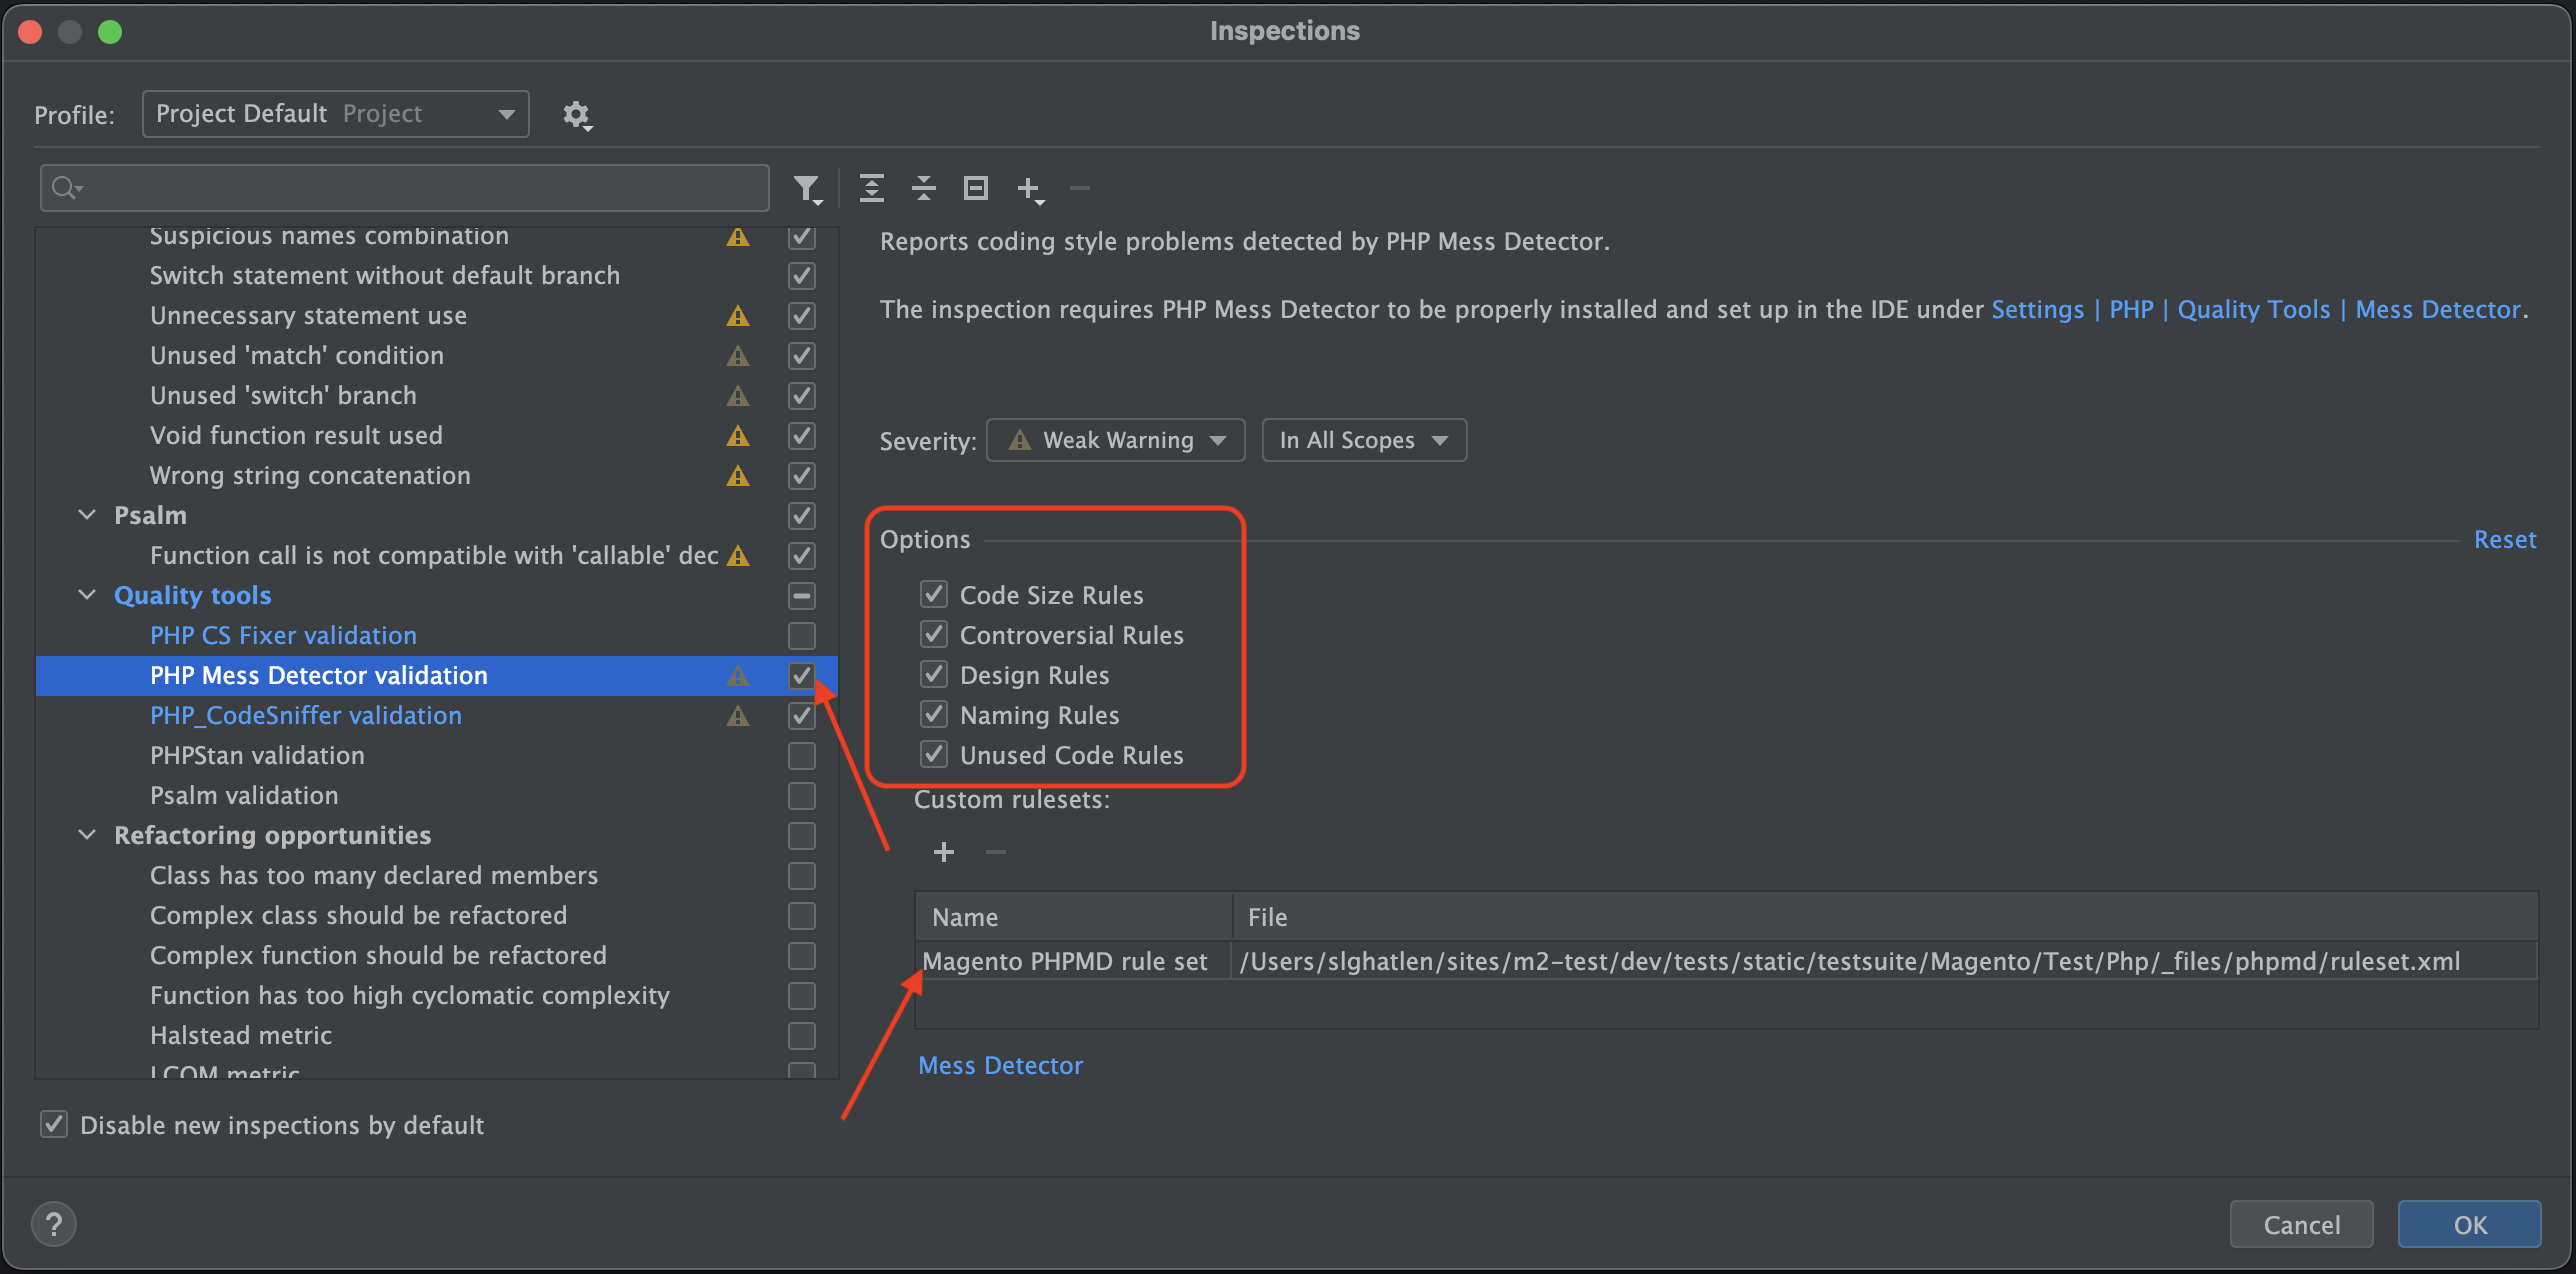 Inspections
Profile: Project Default Project
Suspicious names combination
Switch statement without default branch
Unnecessary statement use
Unused 'match' condition
Unused 'switch' branch
Void function result used
Wrong string concatenation
Psalm
Function call is not compatible with 'callable' dec
Quality tools
PHP CS Fixer validation
PHP Mess Detector validation
PHP_CodeSniffer validation
PHPStan validation
Psalm validation
Refactoring opportunities
Class has too many declared members
Complex class should be refactored
Complex function should be refactored
Function has too high cyclomatic complexity
Halstead metric
LCOM metric
Disable new inspections by default
Reports coding style problems detected by PHP Mess Detector.
The inspection requires PHP Mess Detector to be properly installed and set up in the IDE under Settings | PHP | Quality Tools | Mess Detector.
Severity: Weak Warning In All Scopes
Options Reset
Code Size Rules
Controversial Rules
Design Rules
Naming Rules
Unused Code Rules
Custom rulesets:
Name File
Magento PHPMD rule set /Users/slghatlen/sites/m2-test/dev/tests/static/testsuite/Magento/Test/Php/_files/phpmd/ruleset.xml
Mess Detector
? Cancel OK